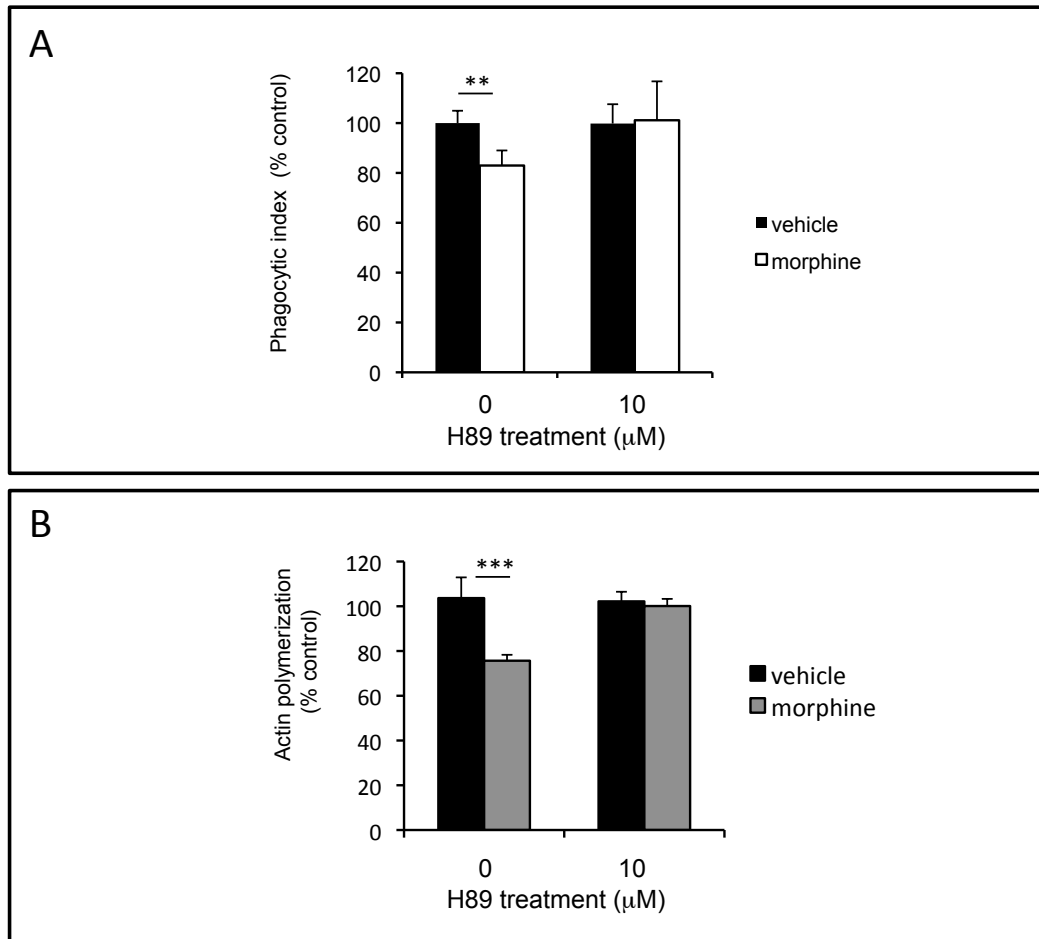 A
Phagocytic index (% control)
120
100
80
60
40
20
0
**
0
10
H89 treatment (μM)
vehicle
morphine
B
Actin polymerization
(% control)
120
100
80
60
40
20
0
***
0
10
H89 treatment (μM)
vehicle
morphine